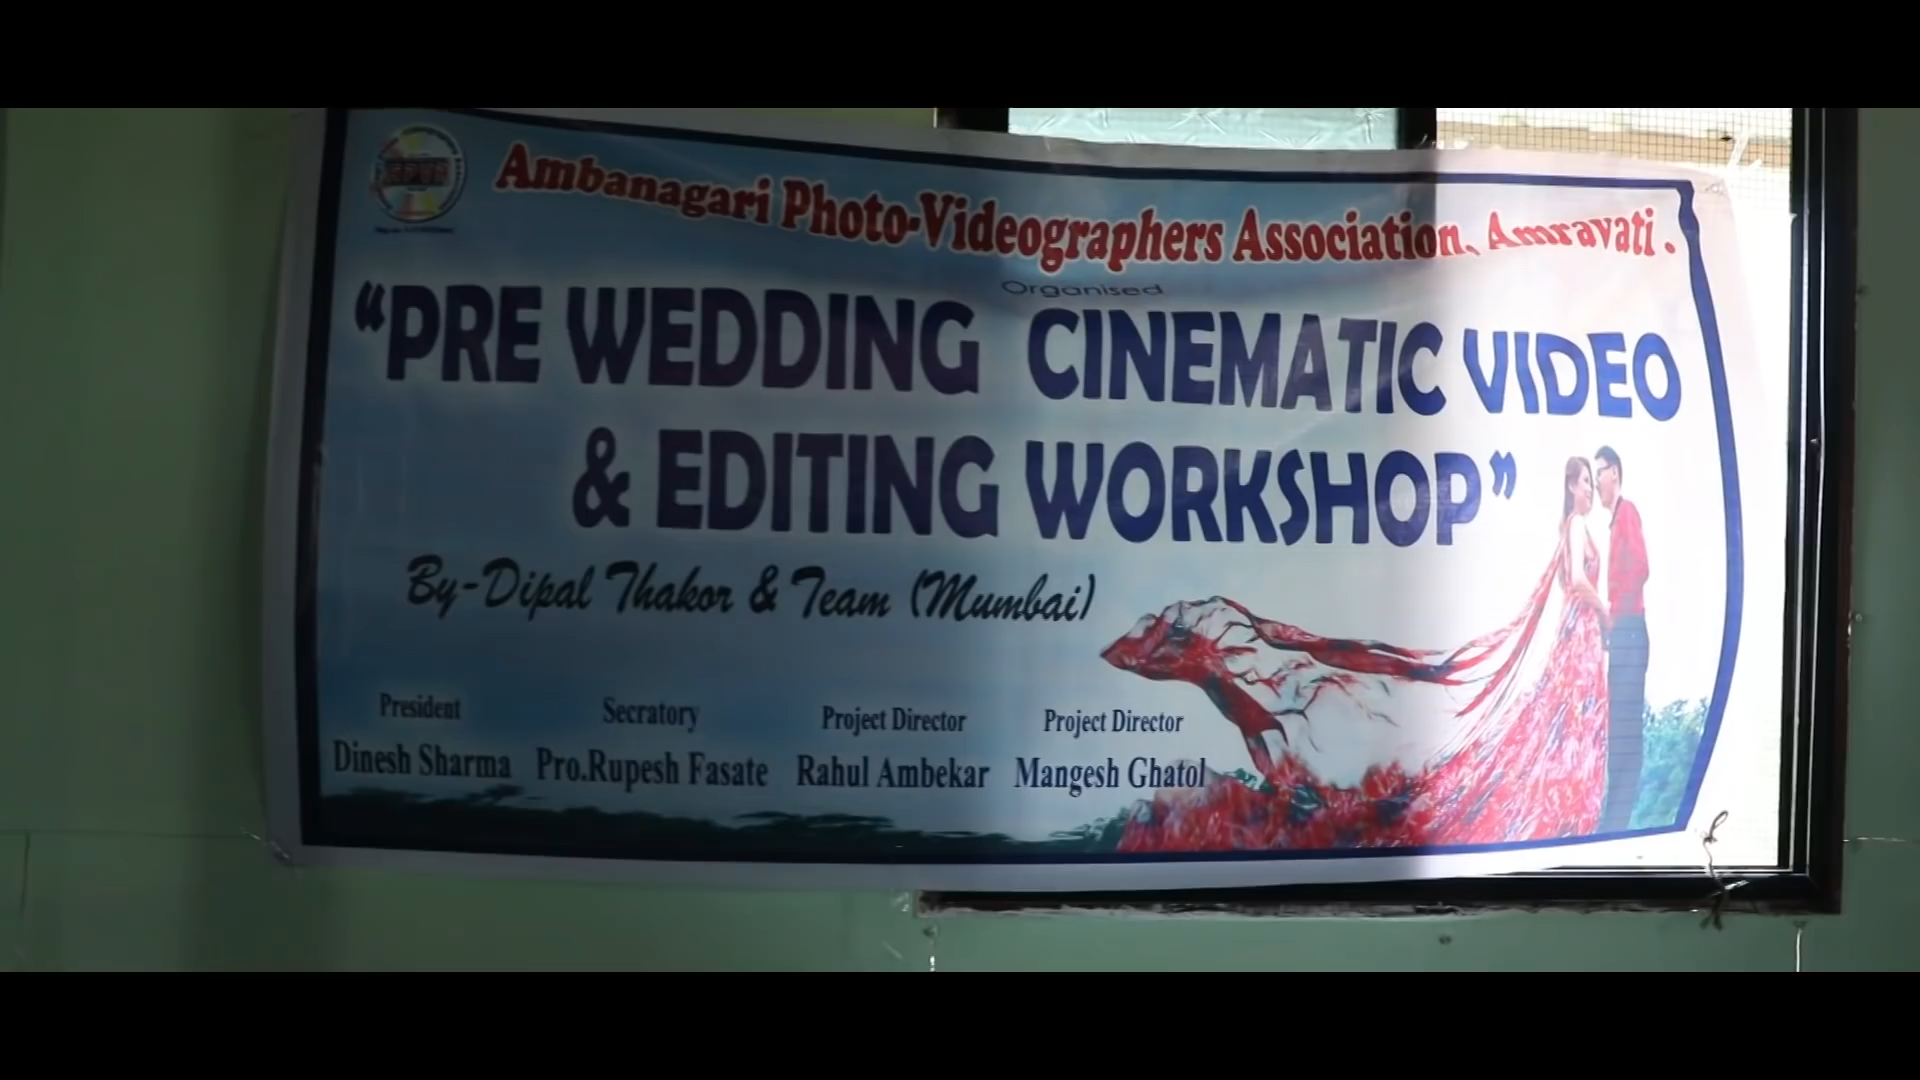 Ambanagari Photo-Videographers Association, Amravati .
Organised
“PRE WEDDING CINEMATIC VIDEO
& EDITING WORKSHOP”
By-Dipal Thakor & Team (Mumbai)
President Secratory Project Director Project Director
Dinesh Sharma Pro.Rupesh Fasate Rahul Ambekar Mangesh Ghatol